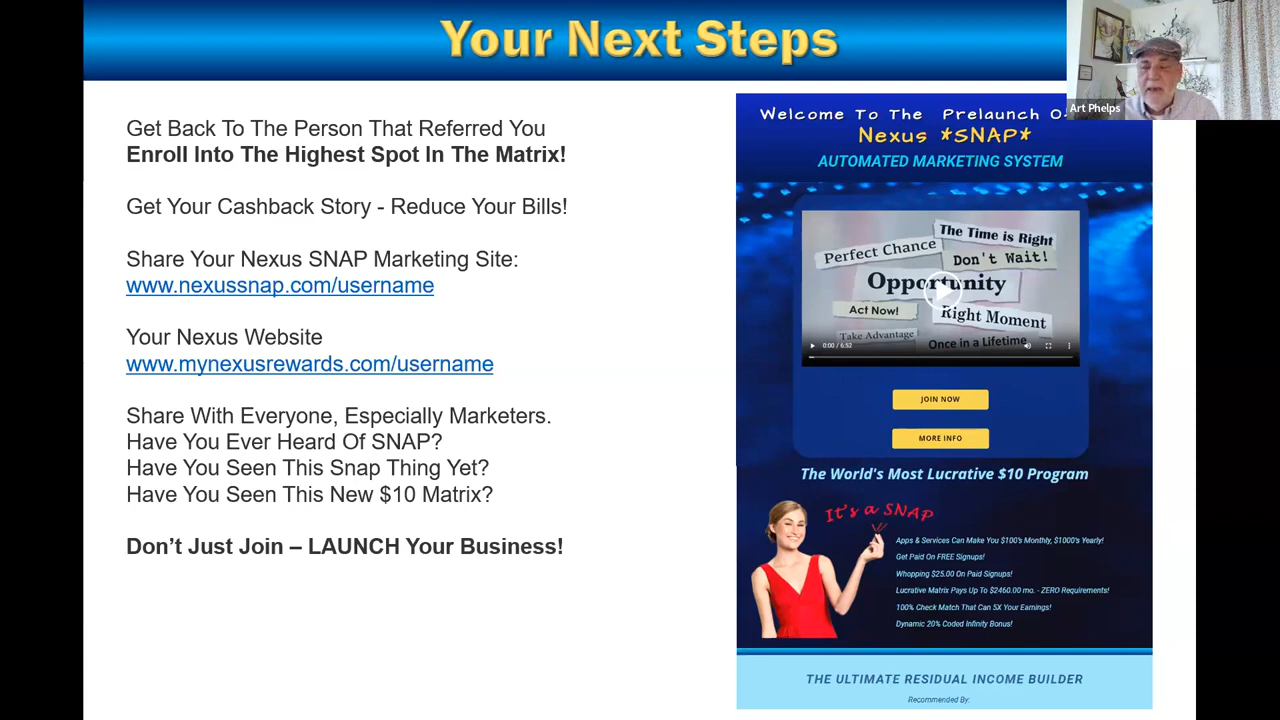 Your Next Steps
Art Phelps
Get Back To The Person That Referred You
Enroll Into The Highest Spot In The Matrix!
Get Your Cashback Story - Reduce Your Bills!
Share Your Nexus SNAP Marketing Site:
www.nexussnap.com/username
Your Nexus Website
www.mynexusrewards.com/username
Share With Everyone, Especially Marketers.
Have You Ever Heard Of SNAP?
Have You Seen This Snap Thing Yet?
Have You Seen This New $10 Matrix?
Don't Just Join – LAUNCH Your Business!
Welcome To The Prelaunch O
Nexus *SNAP*
AUTOMATED MARKETING SYSTEM
The Time is Right
Perfect Chance
Don't Wait!
Opportunity
Act Now!
Right Moment
Take Advantage
Once in a Lifetime
0:00 / 6:52
JOIN NOW
MORE INFO
The World's Most Lucrative $10 Program
It's a SNAP
Apps & Services Can Make You $100's Monthly, $1000's Yearly!
Get Paid On FREE Signups!
Whopping $25.00 On Paid Signups!
Lucrative Matrix Pays Up To $2460.00 mo. - ZERO Requirements!
100% Check Match That Can 5X Your Earnings!
Dynamic 20% Coded Infinity Bonus!
THE ULTIMATE RESIDUAL INCOME BUILDER
Recommended By: